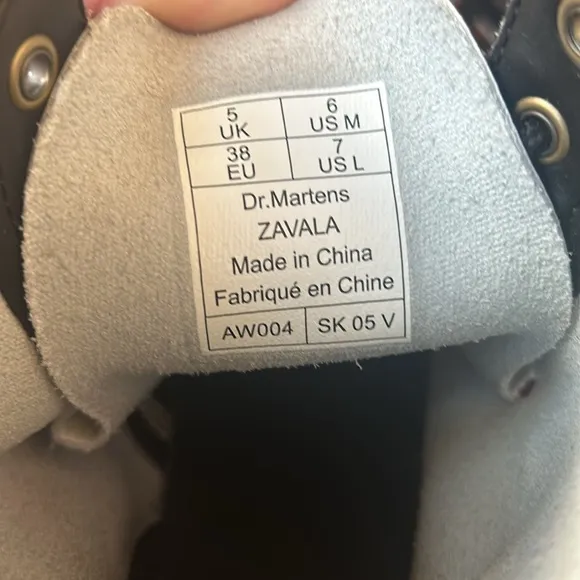 5 6
UK US M
38 7
EU US L
Dr.Martens
ZAVALA
Made in China
Fabriqué en Chine
AW004 SK 05 V